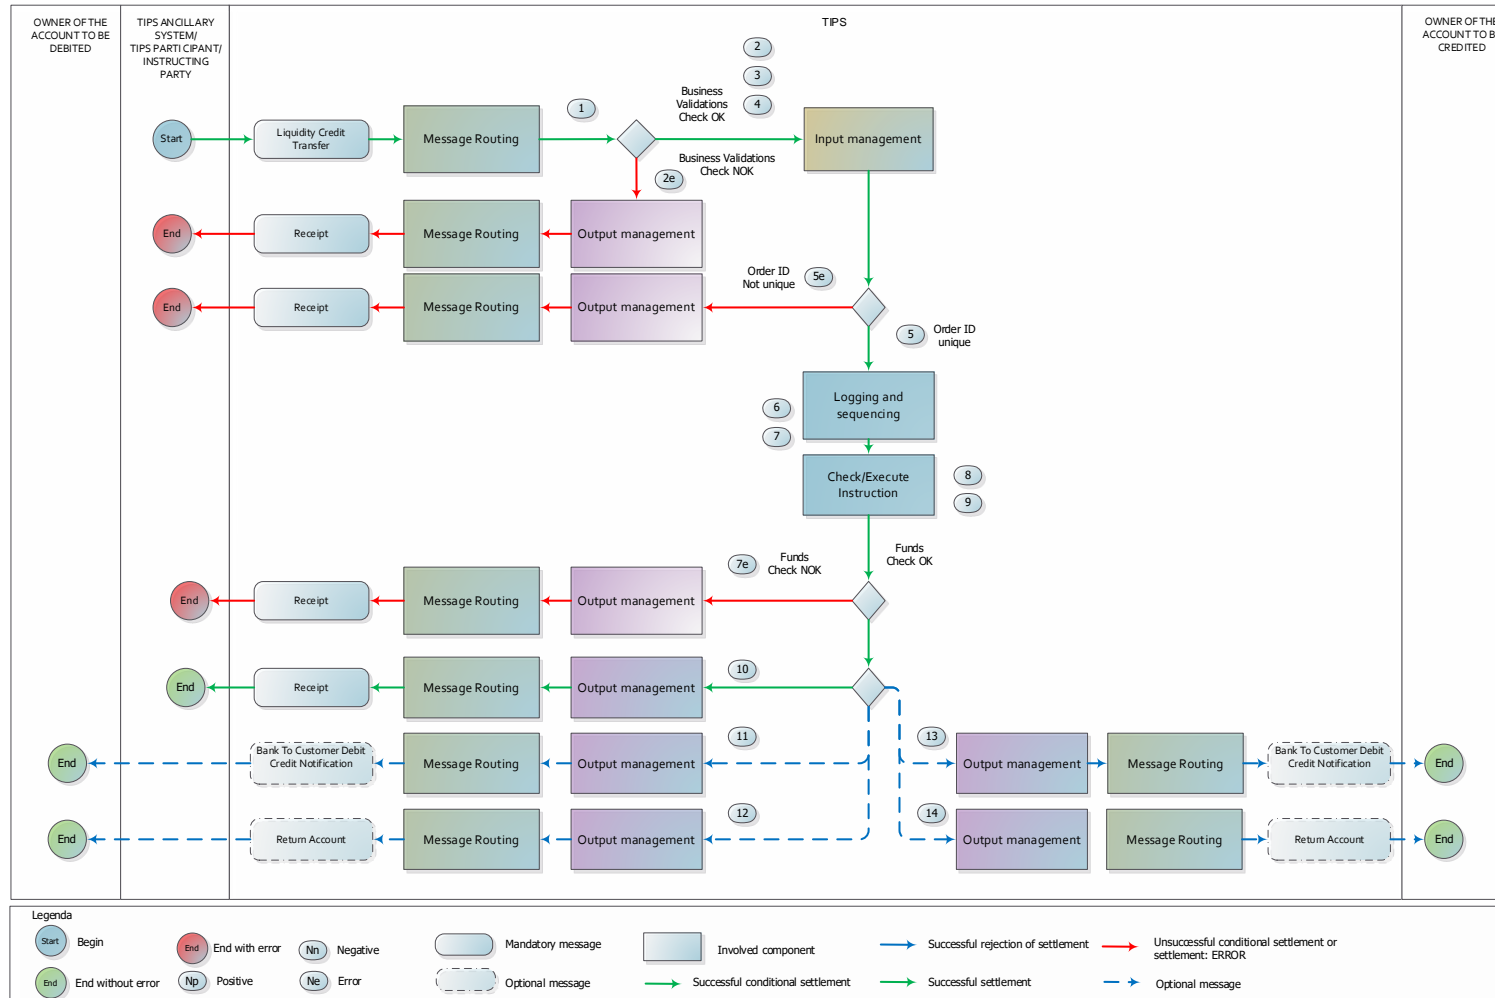 OWNER OF THE
ACCOUNT TO BE
DEBITED
TIPS ANCILLARY
SYSTEM/
TIPS PARTICIPANT/
INSTRUCTING
PARTY
TIPS
OWNER OF THE
ACCOUNT TO B
CREDITED
2
3
4
Business
Validations
Check OK
1
Start
Liquidity Credit
Transfer
Message Routing
Input management
Business Validations
Check NOK
2e
End
Receipt
Message Routing
Output management
Order ID
Not unique
5e
End
Receipt
Message Routing
Output management
5
Order ID
unique
Logging and
sequencing
6
7
Check/Execute
Instruction
8
9
7e
Funds
Check NOK
Funds
Check OK
End
Receipt
Message Routing
Output management
10
End
Receipt
Message Routing
Output management
11
13
End
Bank To Customer Debit
Credit Notification
Message Routing
Output management
Output management
Message Routing
Bank To Customer Debit
Credit Notification
End
12
14
End
Return Account
Message Routing
Output management
Output management
Message Routing
Return Account
End
Legenda
Start
Begin
End
End with error
Nn
Negative
Mandatory message
Involved component
Successful rejection of settlement
Unsuccessful conditional settlement or
settlement: ERROR
End
End without error
Np
Positive
Ne
Error
Optional message
Successful conditional settlement
Successful settlement
Optional message